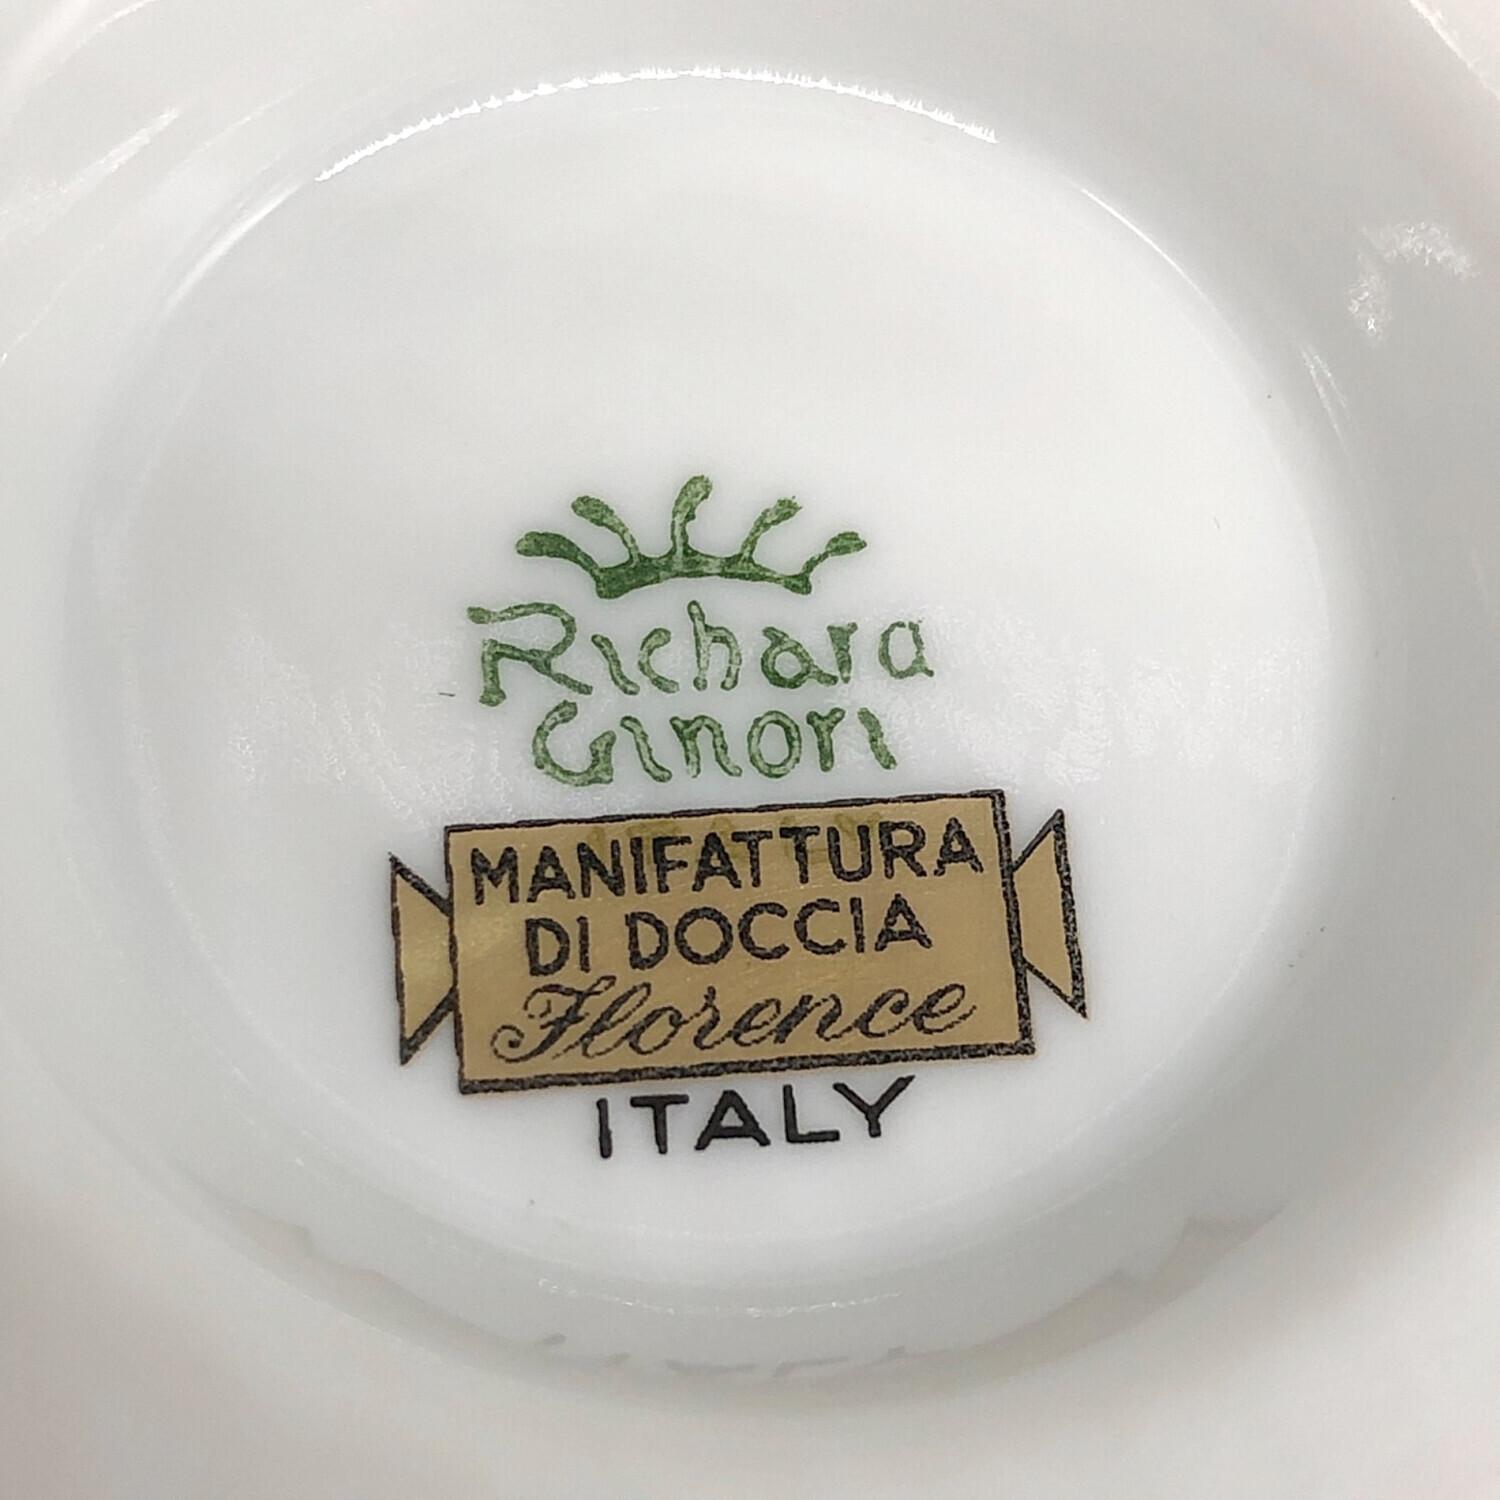 Richard
Ginori
MANIFATTURA
DI DOCCIA
Florence
ITALY